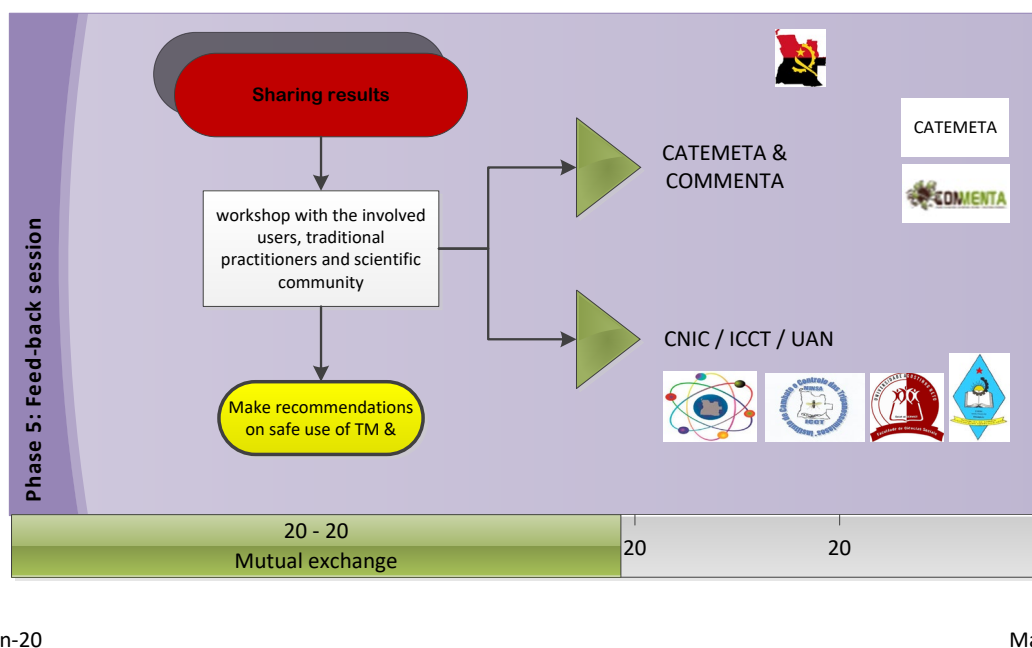 Sharing results
CATEMETA
CATEMETA &
COMMENTA
workshop with the involved
users, traditional
practitioners and scientific
community
Phase 5: Feed-back session
CNIC / ICCT / UAN
Make recommendations
on safe use of TM &
ICCT
20 - 20
Mutual exchange
20
20
n-20
Ma